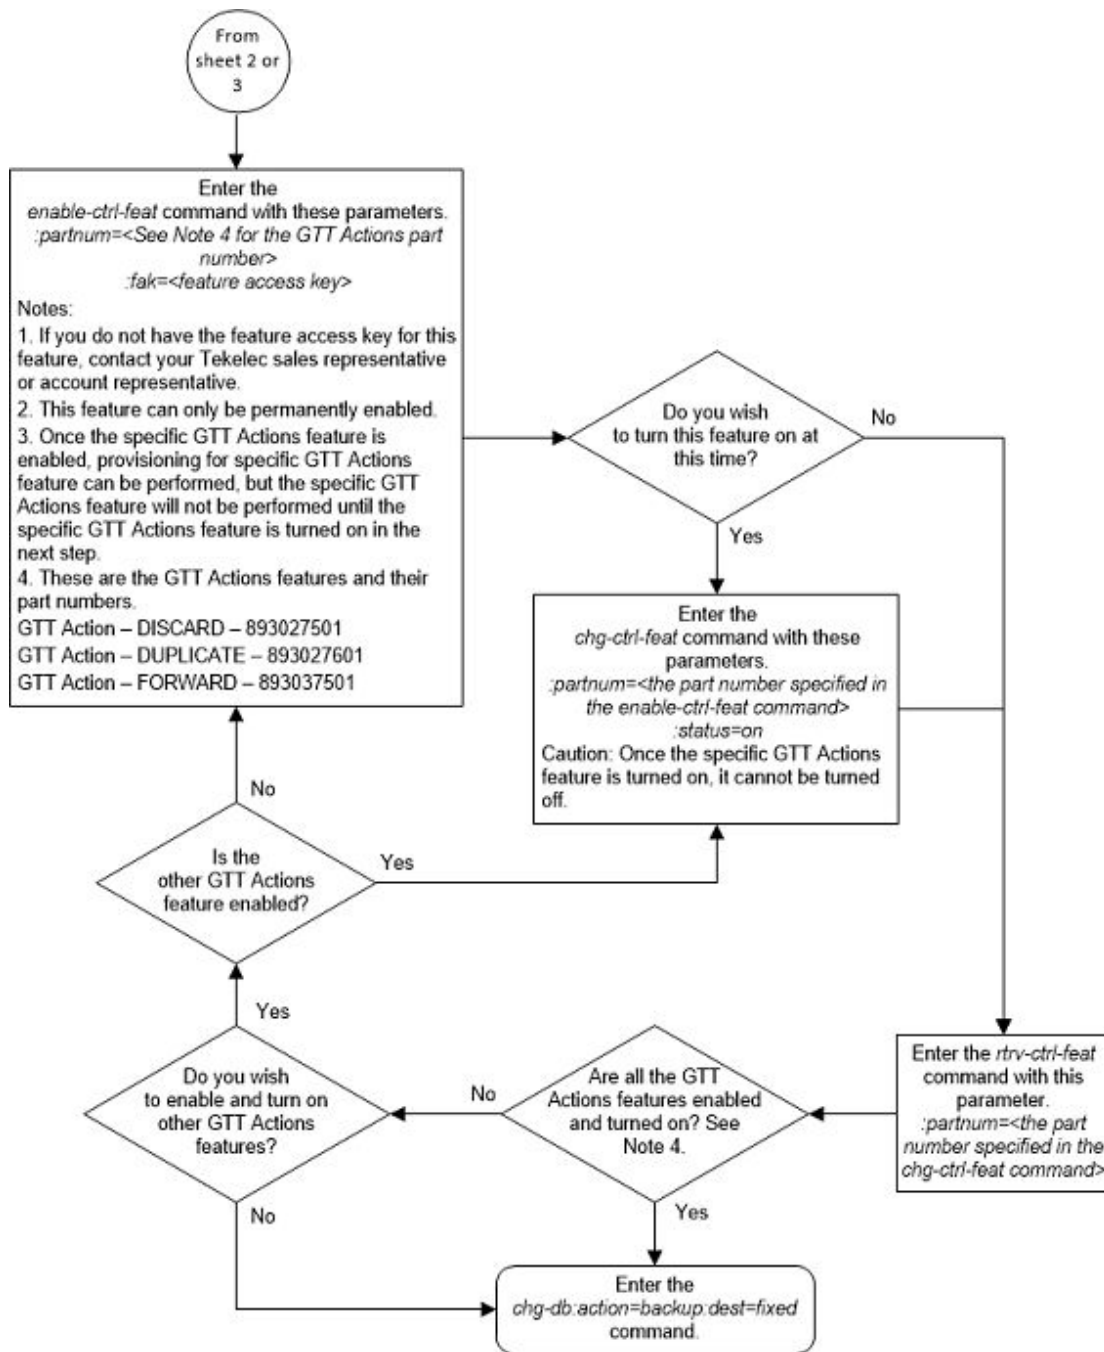 From
sheet 2 or
3
Enter the
enable-ctrl-feat command with these parameters.
:partnum=<See Note 4 for the GTT Actions part
number>
:fak=<feature access key>
Notes:
1. If you do not have the feature access key for this
feature, contact your Tekelec sales representative
or account representative.
2. This feature can only be permanently enabled.
3. Once the specific GTT Actions feature is
enabled, provisioning for specific GTT Actions
feature can be performed, but the specific GTT
Actions feature will not be performed until the
specific GTT Actions feature is turned on in the
next step.
4. These are the GTT Actions features and their
part numbers.
GTT Action – DISCARD – 893027501
GTT Action – DUPLICATE – 893027601
GTT Action – FORWARD – 893037501
Do you wish
to turn this feature on at
this time?
No
Yes
Enter the
chg-ctrl-feat command with these
parameters.
:partnum=<the part number specified in
the enable-ctrl-feat command>
:status=on
Caution: Once the specific GTT Actions
feature is turned on, it cannot be turned
off.
No
Is the
other GTT Actions
feature enabled?
Yes
Yes
Do you wish
to enable and turn on
other GTT Actions
features?
No
No
Are all the GTT
Actions features enabled
and turned on? See
Note 4.
Yes
Enter the rtrv-ctrl-feat
command with this
parameter.
:partnum=<the part
number specified in the
chg-ctrl-feat command>
Enter the
chg-db:action=backup:dest=fixed
command.